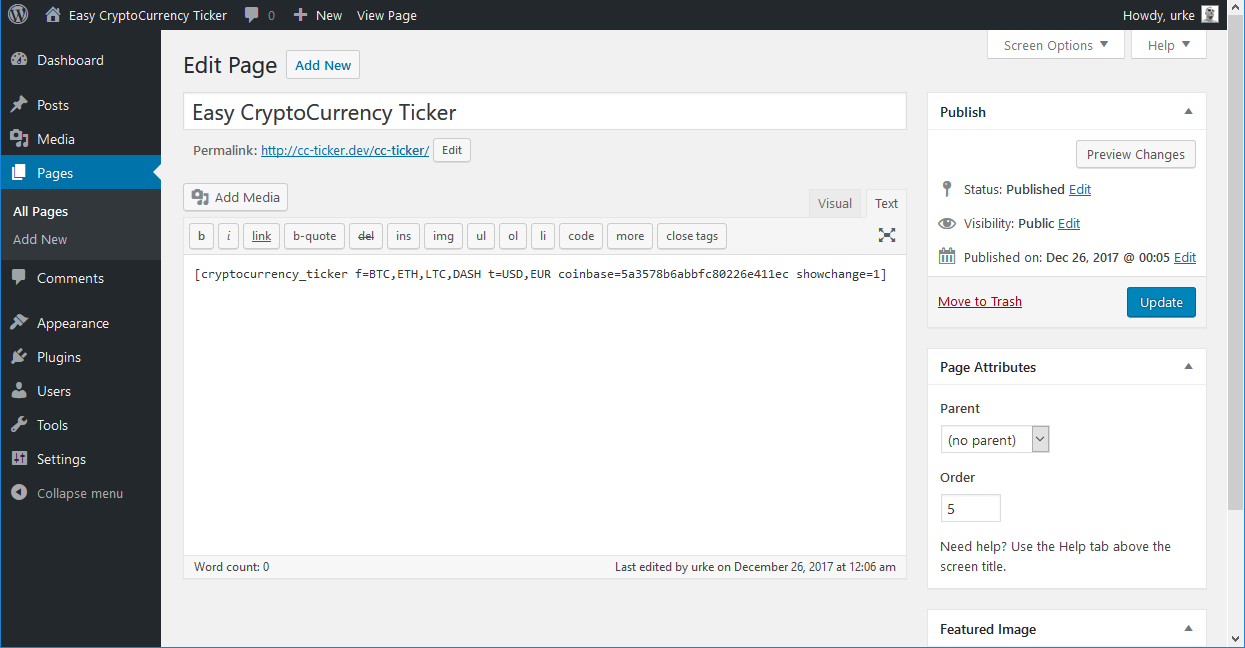 Easy CryptoCurrency Ticker 0 New View Page Howdy, urke
Dashboard
Posts
Media
Pages
All Pages
Add New
Comments
Appearance
Plugins
Users
Tools
Settings
Collapse menu
Screen Options Help
Edit Page Add New
Easy CryptoCurrency Ticker
Permalink: http://cc-ticker.dev/cc-ticker/ Edit
Add Media Visual Text
b i link b-quote del ins img ul ol li code more close tags
[cryptocurrency_ticker f=BTC,ETH,LTC,DASH t=USD,EUR coinbase=5a3578b6abbfc80226e411ec showchange=1]
Word count: 0 Last edited by urke on December 26, 2017 at 12:06 am
Publish
Preview Changes
Status: Published Edit
Visibility: Public Edit
Published on: Dec 26, 2017 @ 00:05 Edit
Move to Trash Update
Page Attributes
Parent
(no parent)
Order
5
Need help? Use the Help tab above the
screen title.
Featured Image